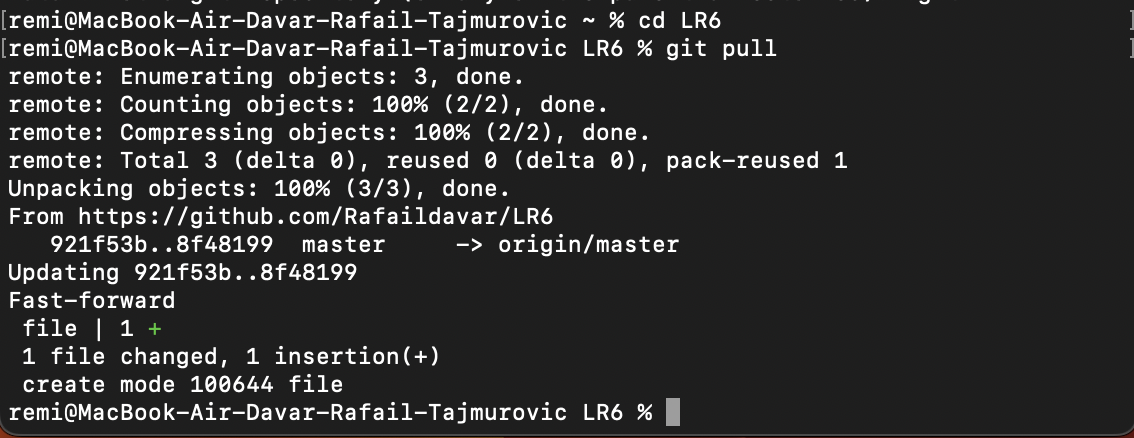 [remi@MacBook-Air-Davar-Rafail-Tajmurovic ~ % cd LR6 ]
[remi@MacBook-Air-Davar-Rafail-Tajmurovic LR6 % git pull ]
remote: Enumerating objects: 3, done.
remote: Counting objects: 100% (2/2), done.
remote: Compressing objects: 100% (2/2), done.
remote: Total 3 (delta 0), reused 0 (delta 0), pack-reused 1
Unpacking objects: 100% (3/3), done.
From https://github.com/Rafaildavar/LR6
   921f53b..8f48199  master     -> origin/master
Updating 921f53b..8f48199
Fast-forward
 file | 1 +
 1 file changed, 1 insertion(+)
 create mode 100644 file
remi@MacBook-Air-Davar-Rafail-Tajmurovic LR6 %